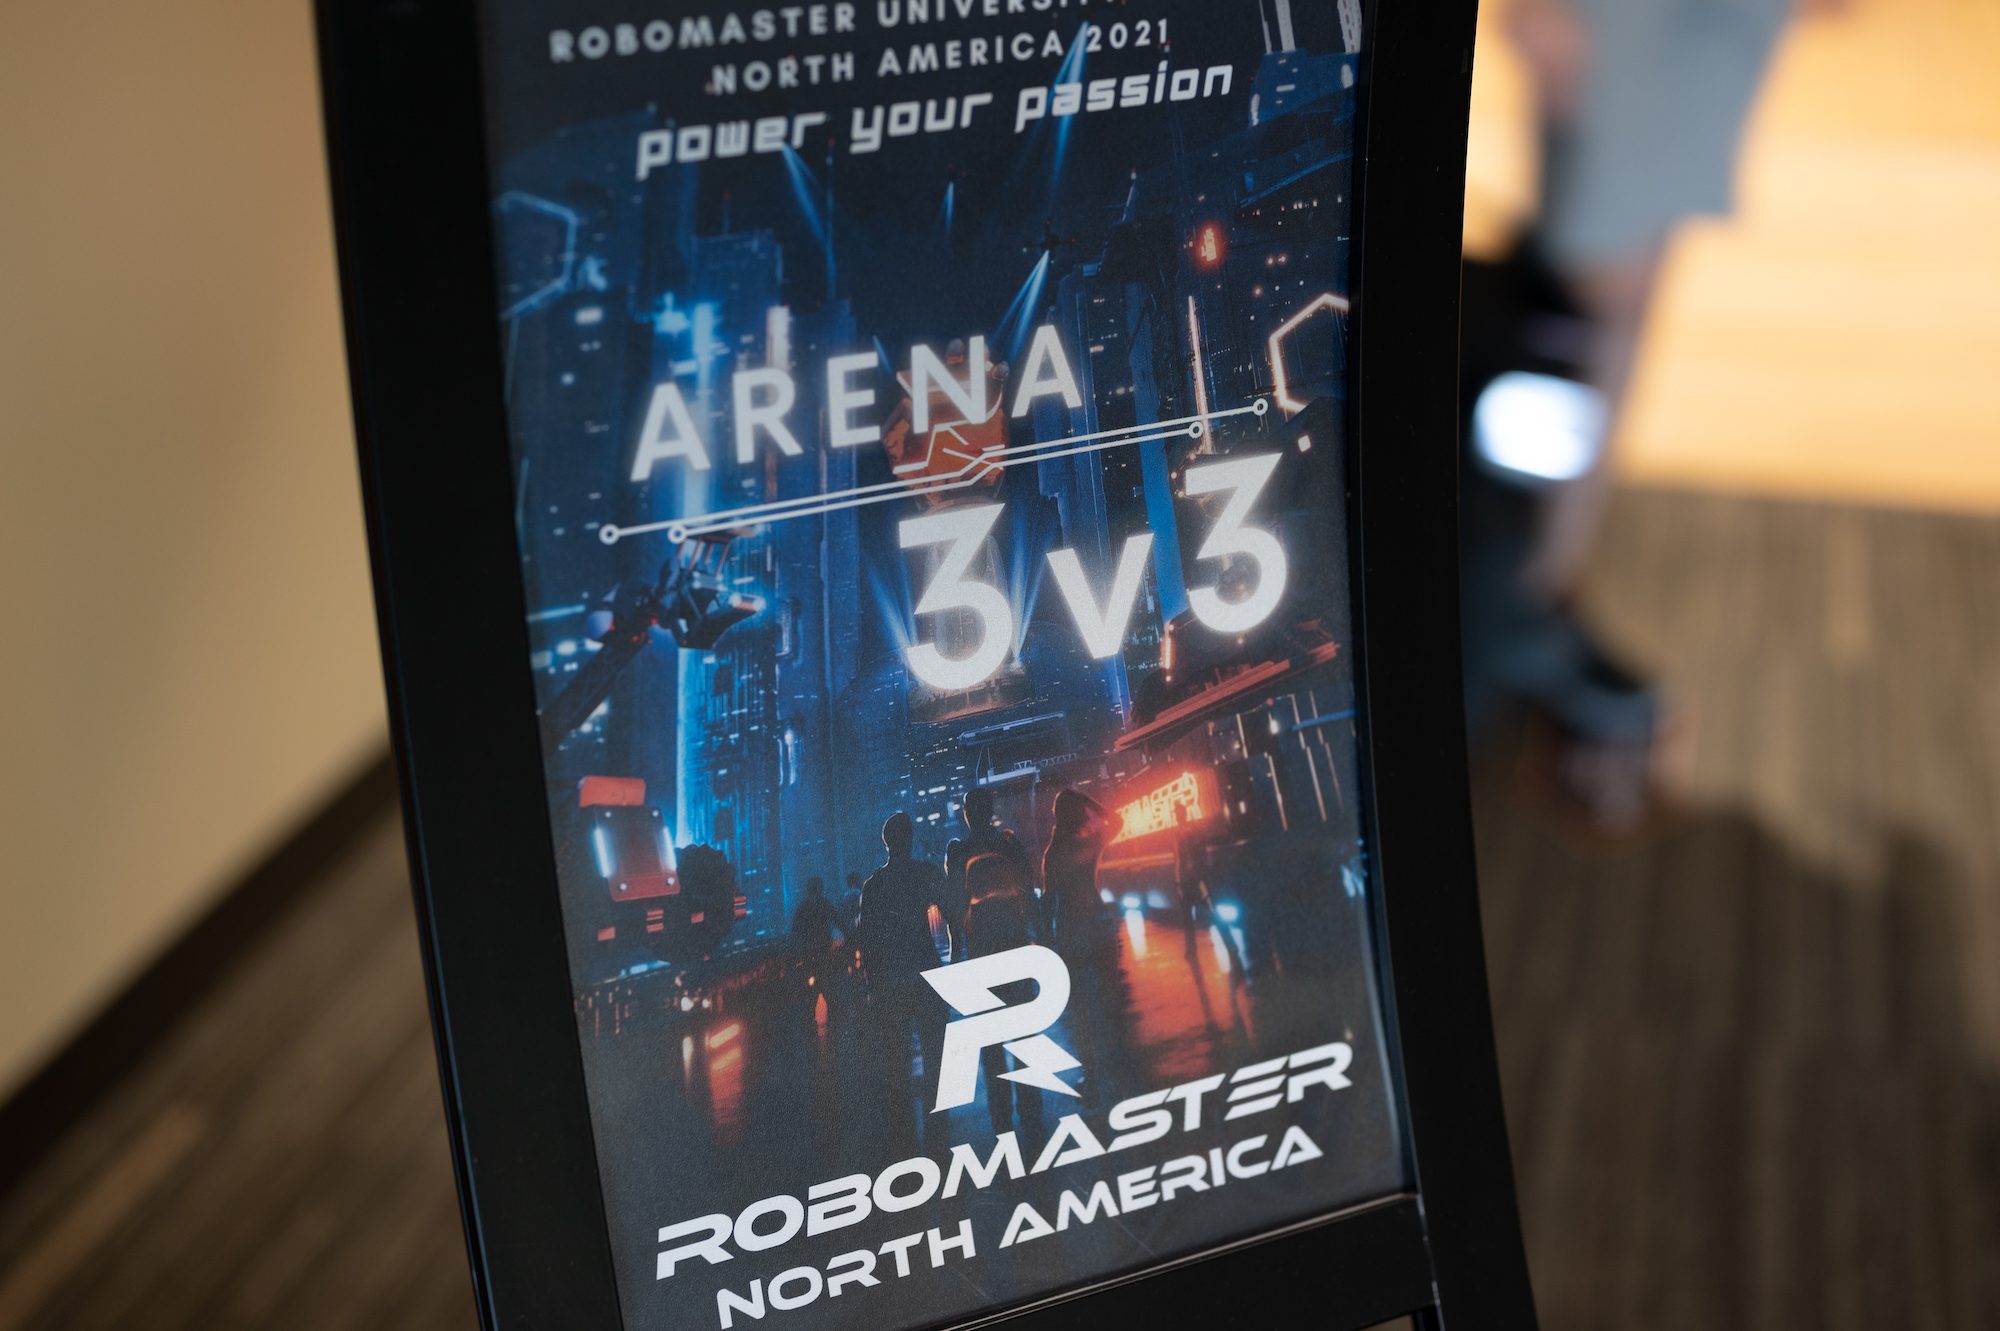 ROBOMASTER
NORTH AMERICA 2021
power your passion
ARENA
3v3
R
ROBOMASTER
NORTH AMERICA